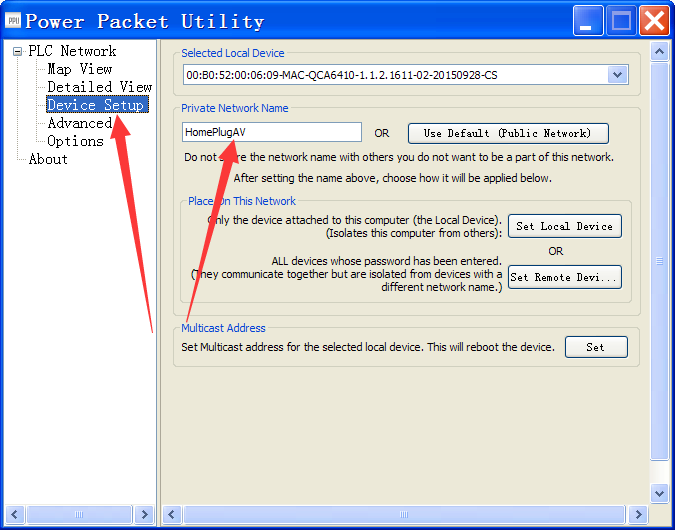 PPU Power Packet Utility
PLC Network
Map View
Detailed View
Device Setup
Advanced
Options
About
Selected Local Device
00:B0:52:00:06:09-MAC-QCA6410-1.1.2.1611-02-20150928-CS
Private Network Name
HomePlugAV
OR
Use Default (Public Network)
Do not the network name with others you do not want to be a part of this network.
After setting the name above, choose how it will be applied below.
Place On This Network
Only the device attached to this computer (the Local Device).
(Isolates this computer from others):
Set Local Device
OR
ALL devices whose password has been entered.
(They communicate together but are isolated from devices with a
different network name.)
Set Remote Devi...
Multicast Address
Set Multicast address for the selected local device. This will reboot the device.
Set